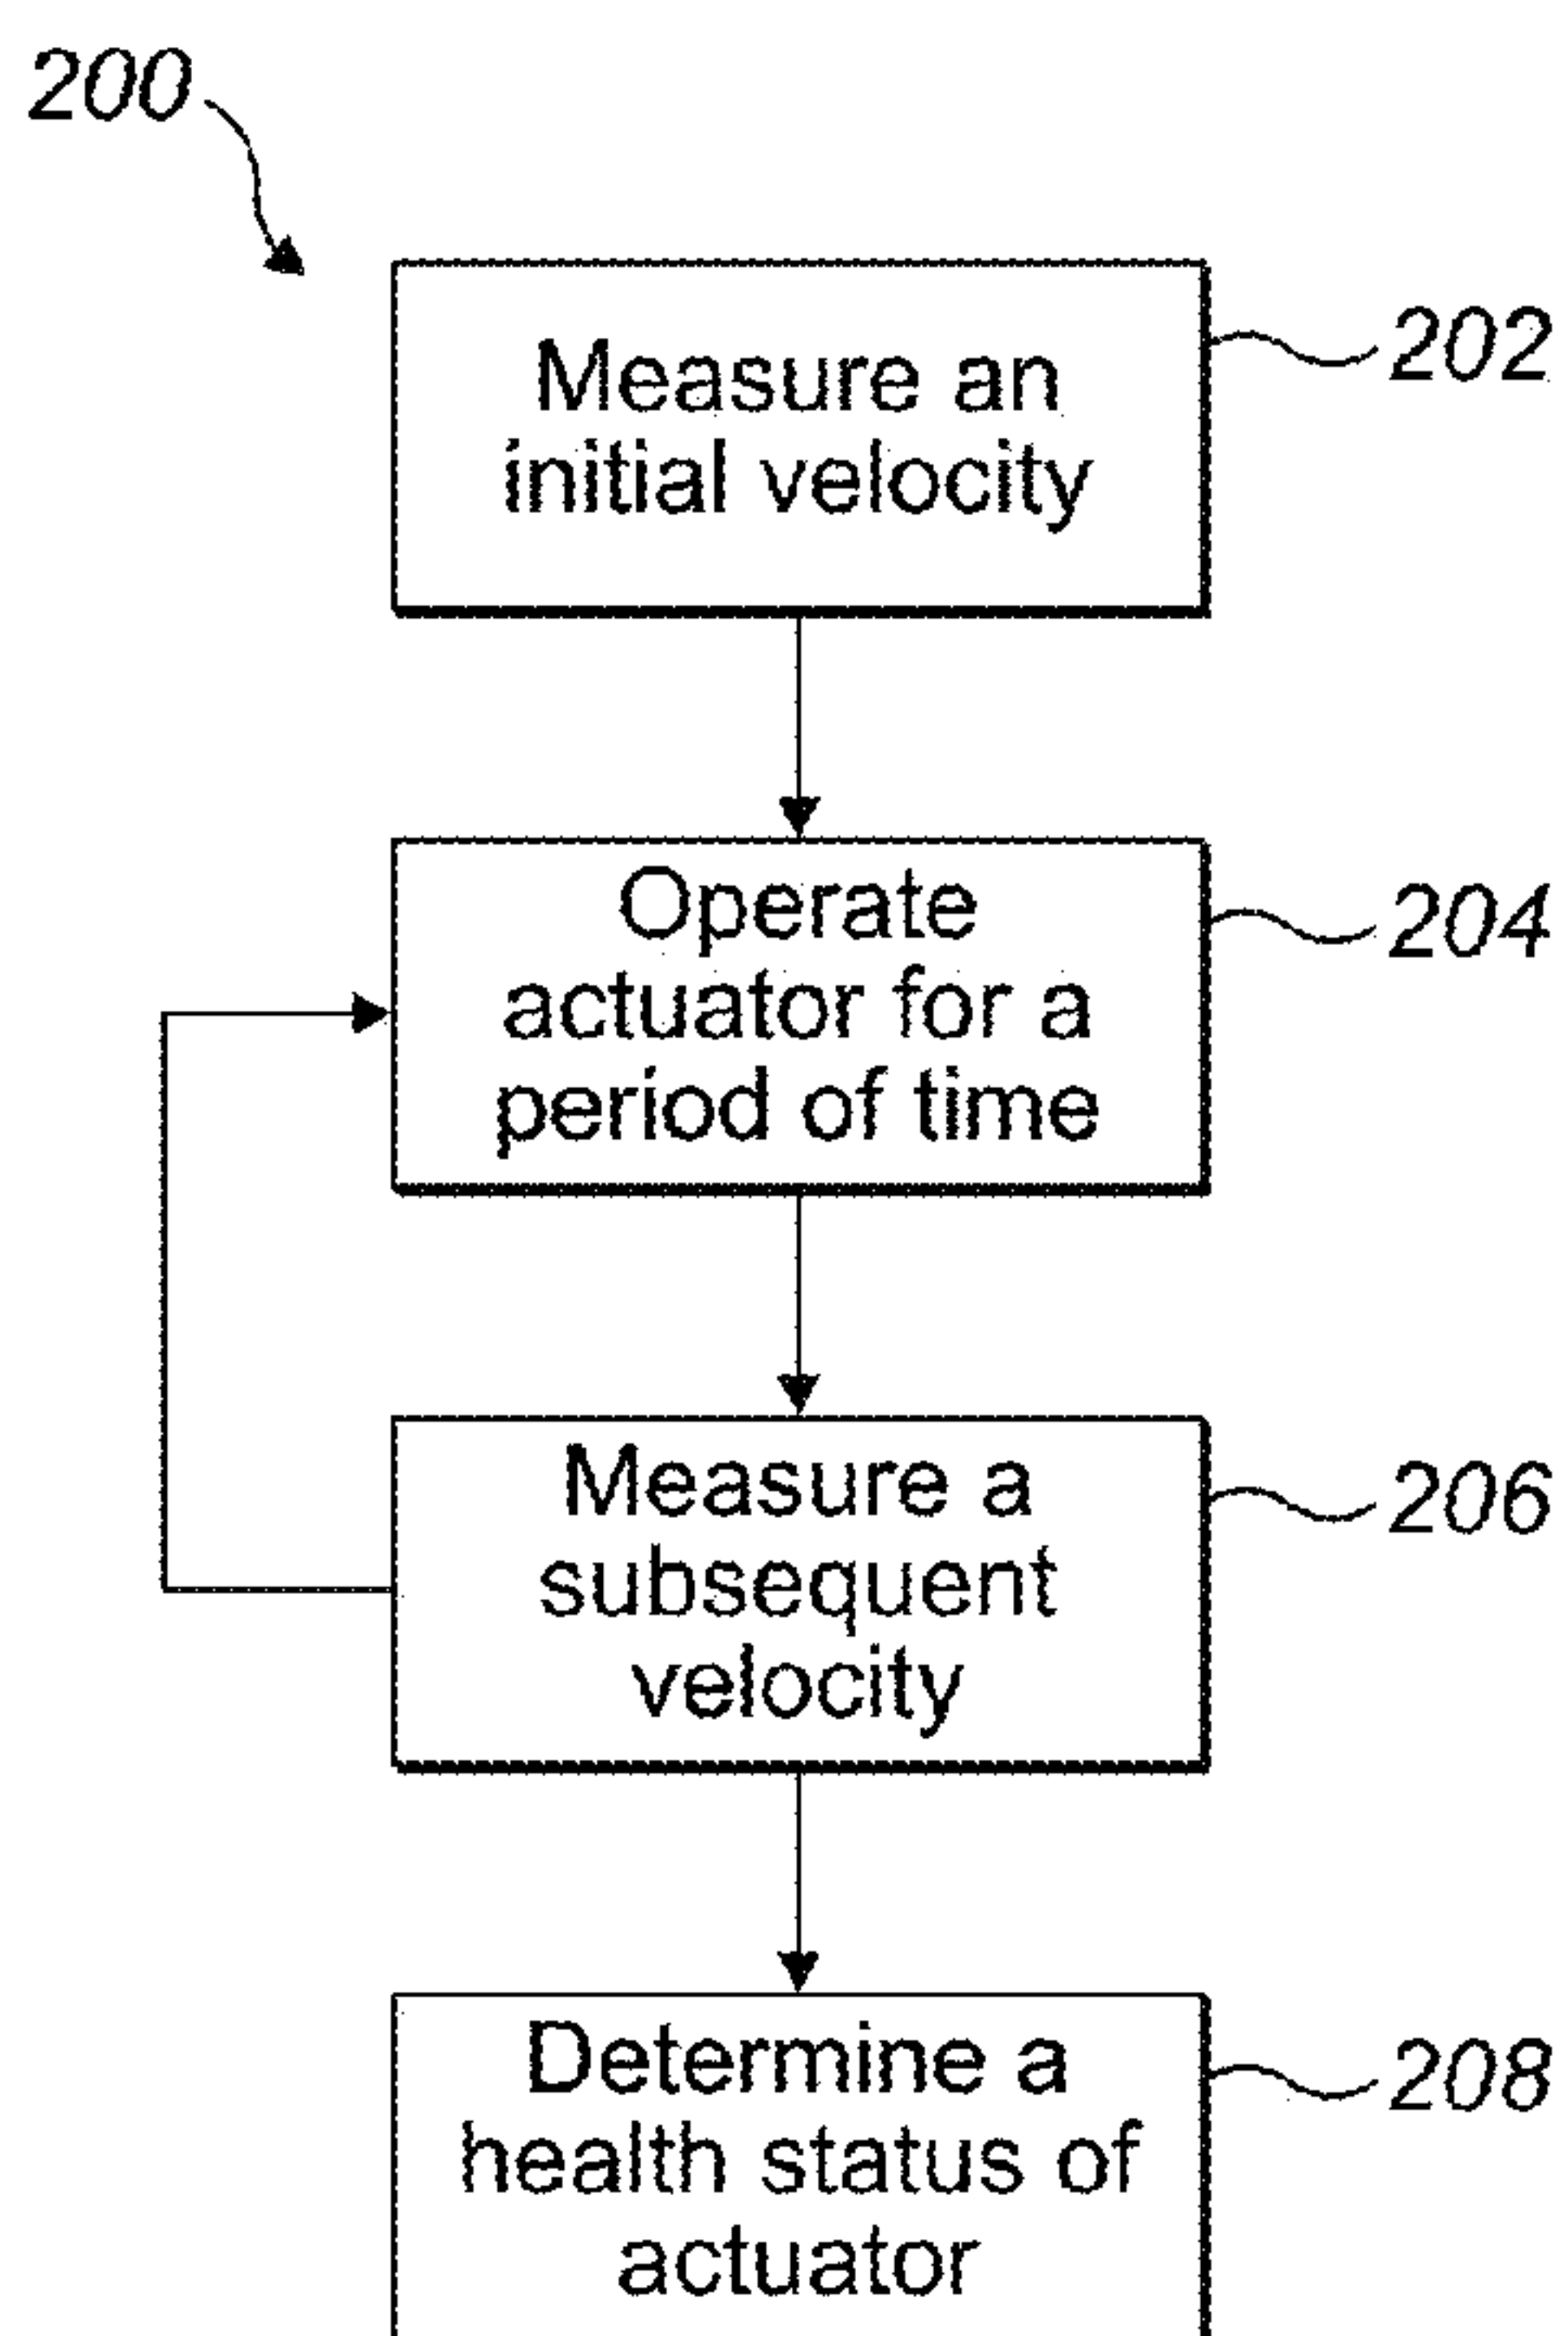 200
Measure an
initial velocity
202
Operate
actuator for a
period of time
204
Measure a
subsequent
velocity
206
Determine a
health status of
actuator
208